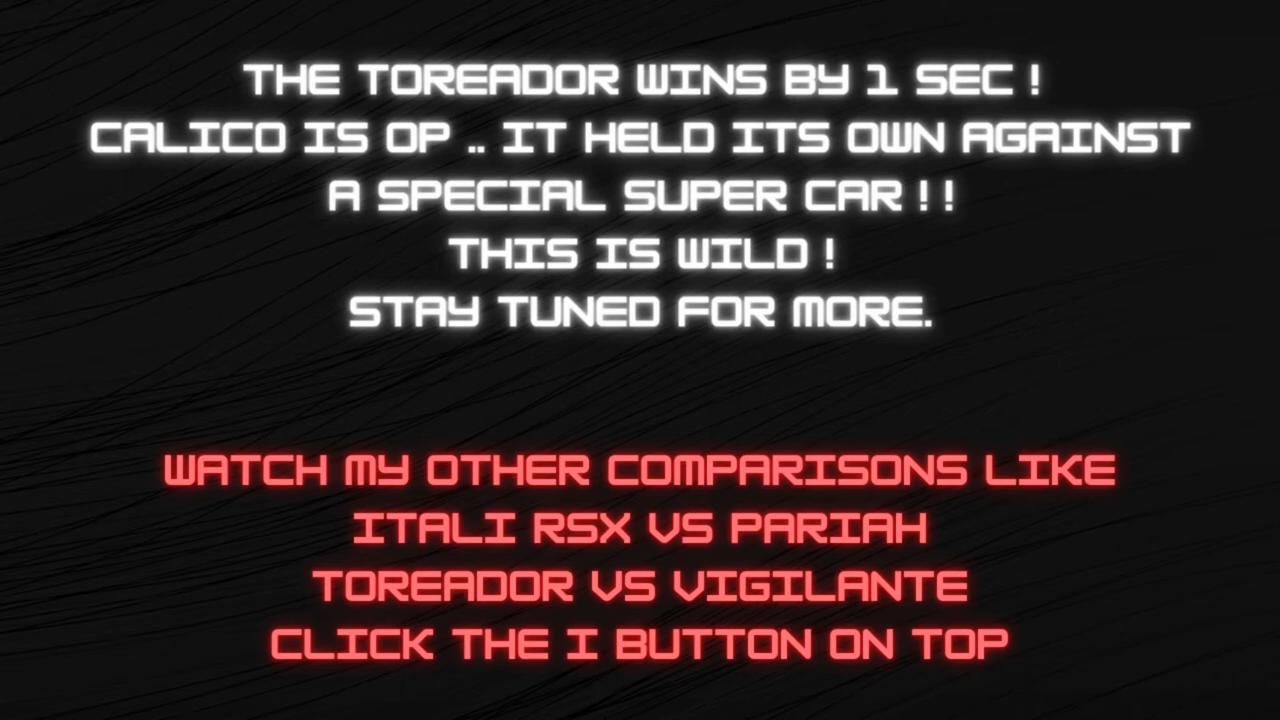 THE TOREADOR WINS BY 1 SEC !
CALICO IS OP .. IT HELD ITS OWN AGAINST
A SPECIAL SUPER CAR ! !
THIS IS WILD !
STAY TUNED FOR MORE.
WATCH MY OTHER COMPARISONS LIKE
ITALI RSX VS PARIAH
TOREADOR VS VIGILANTE
CLICK THE I BUTTON ON TOP